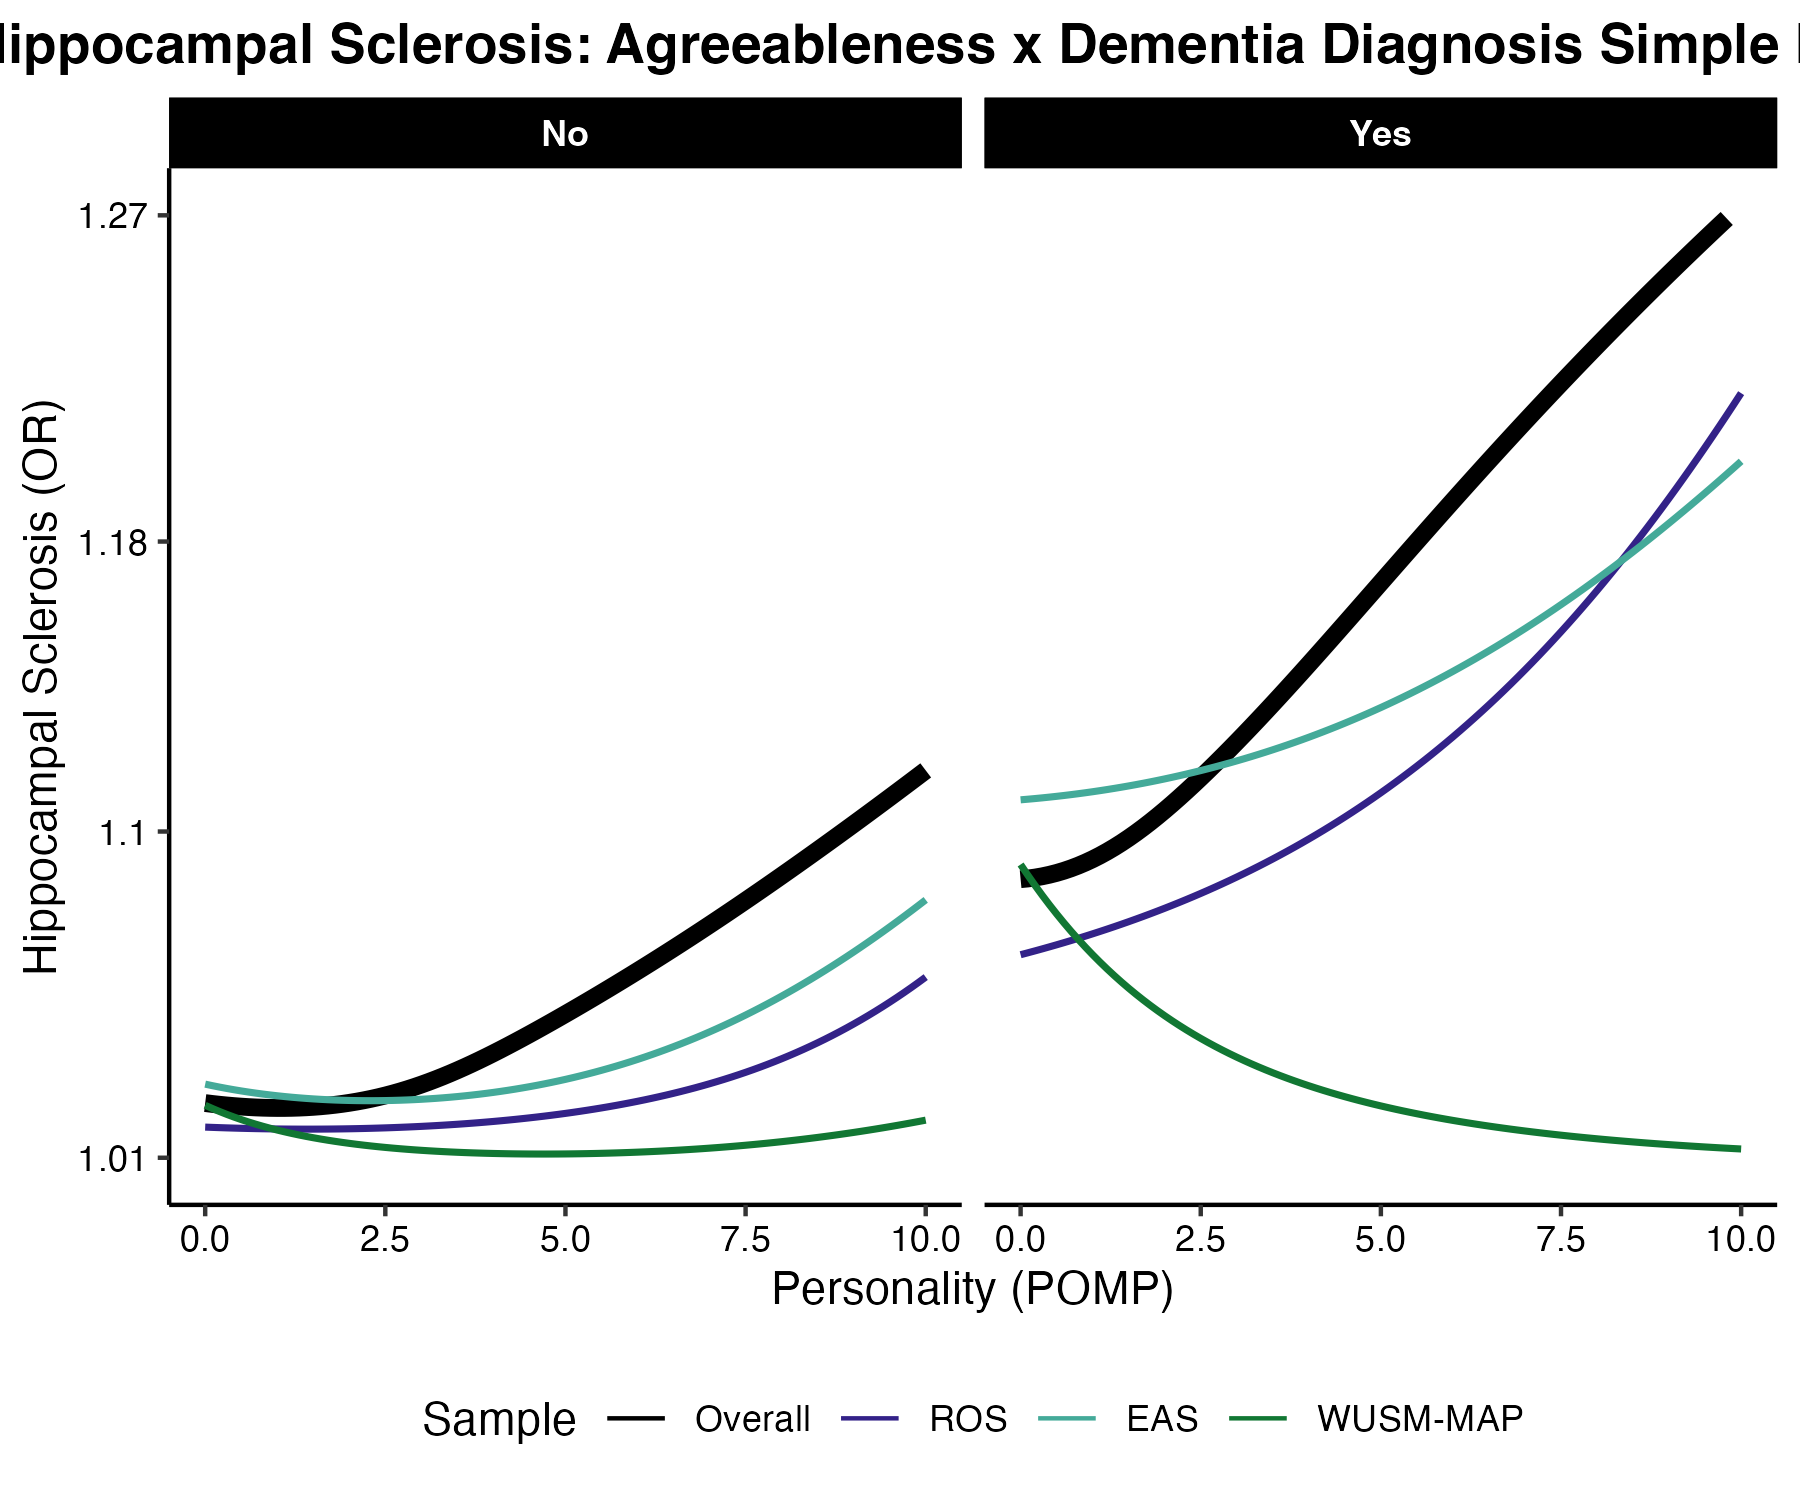 Hippocampal Sclerosis: Agreeableness x Dementia Diagnosis Simple
No
Yes
Hippocampal Sclerosis (OR)
1.27
1.18
1.1
1.01
0.0 2.5 5.0 7.5 10.0 0.0 2.5 5.0 7.5 10.0
Personality (POMP)
Sample Overall ROS EAS WUSM-MAP